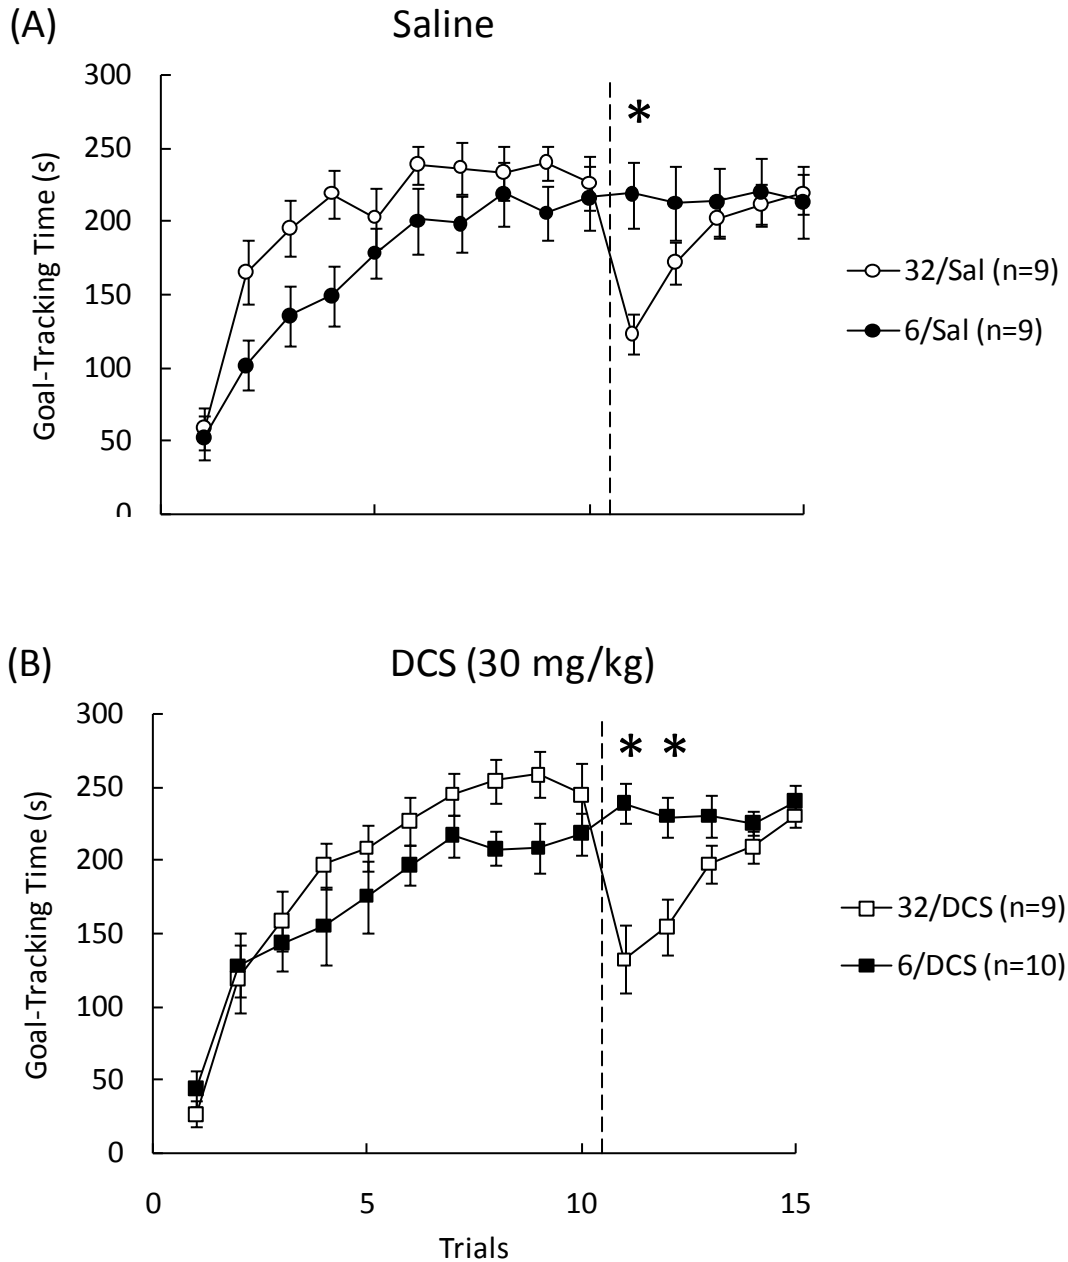 (A)
Saline
300
250
200
150
100
50
0
Goal-Tracking Time (s)
*
32/Sal (n=9)
6/Sal (n=9)
(B)
DCS (30 mg/kg)
300
250
200
150
100
50
0
Goal-Tracking Time (s)
* *
32/DCS (n=9)
6/DCS (n=10)
0 5 10 15
Trials